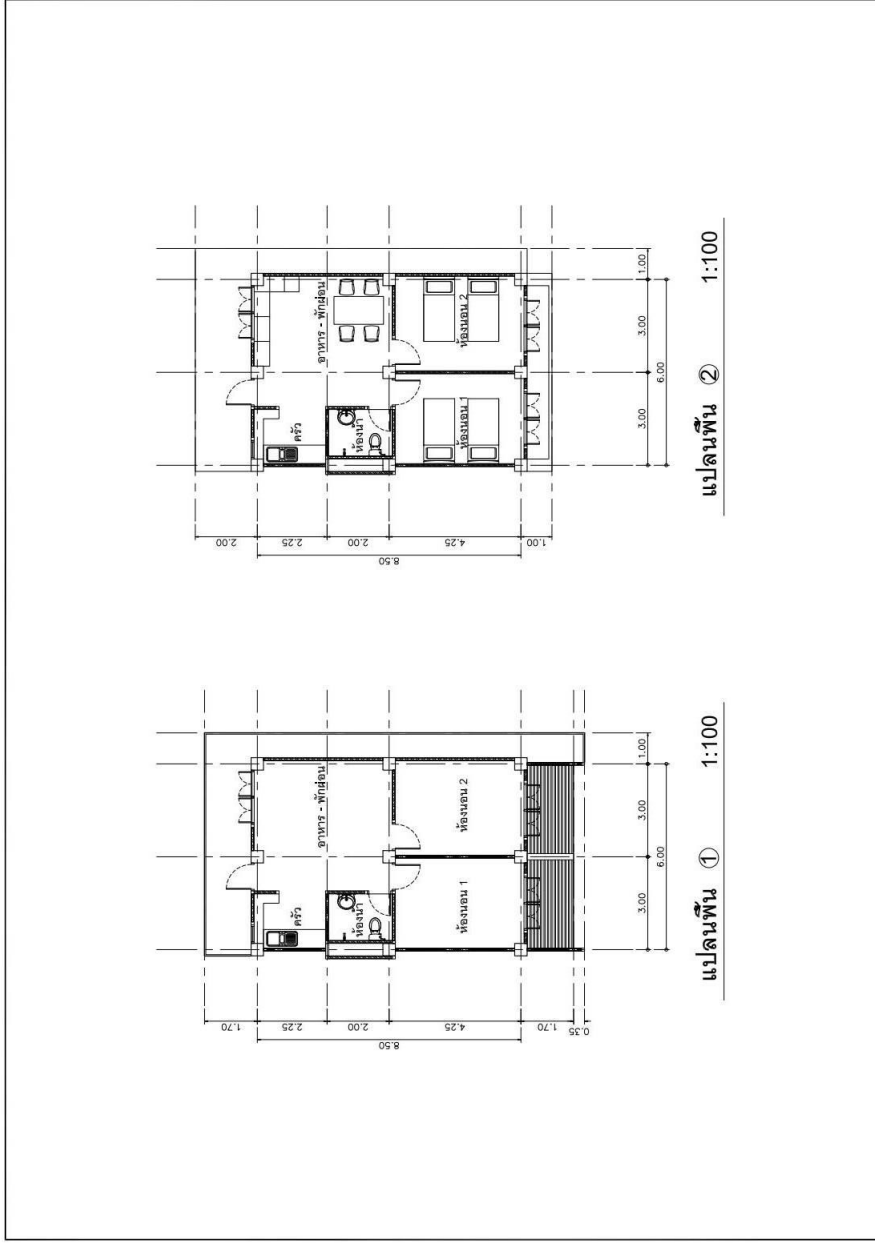 อาหาร - พักผ่อน
ครัว
ห้องน้ำ
ห้องนอน 1
ห้องนอน 2
1.70
2.25
2.00
4.25
1.70
0.35
8.50
3.00
3.00
1.00
6.00
แปลนพื้น ① 1:100
อาหาร - พักผ่อน
ครัว
ห้องน้ำ
ห้องนอน 1
ห้องนอน 2
2.00
2.25
2.00
4.25
1.00
8.50
3.00
3.00
1.00
6.00
แปลนพื้น ② 1:100